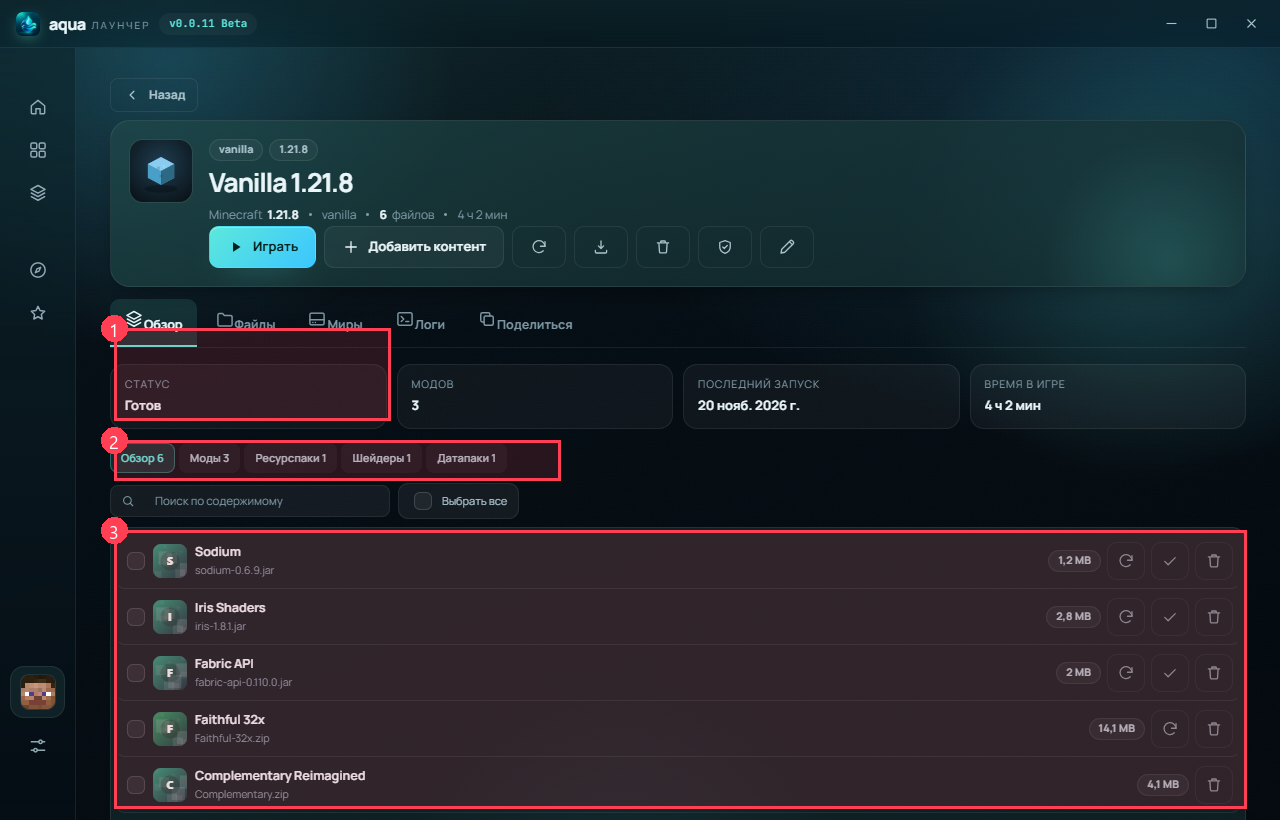 aqua ЛАУНЧЕР v0.0.11 Beta
Назад
vanilla 1.21.8
Vanilla 1.21.8
Minecraft 1.21.8 • vanilla • 6 файлов • 4 ч 2 мин
Играть Добавить контент
Обзор Файлы Миры Логи Поделиться
1
СТАТУС МОДОВ ПОСЛЕДНИЙ ЗАПУСК ВРЕМЯ В ИГРЕ
Готов 3 20 нояб. 2026 г. 4 ч 2 мин
2
Обзор 6 Моды 3 Ресурспаки 1 Шейдеры 1 Датапаки 1
Поиск по содержимому Выбрать все
3
S Sodium 1,2 MB
sodium-0.6.9.jar
I Iris Shaders 2,8 MB
iris-1.8.1.jar
F Fabric API 2 MB
fabric-api-0.110.0.jar
F Faithful 32x 14,1 MB
Faithful-32x.zip
C Complementary Reimagined 4,1 MB
Complementary.zip